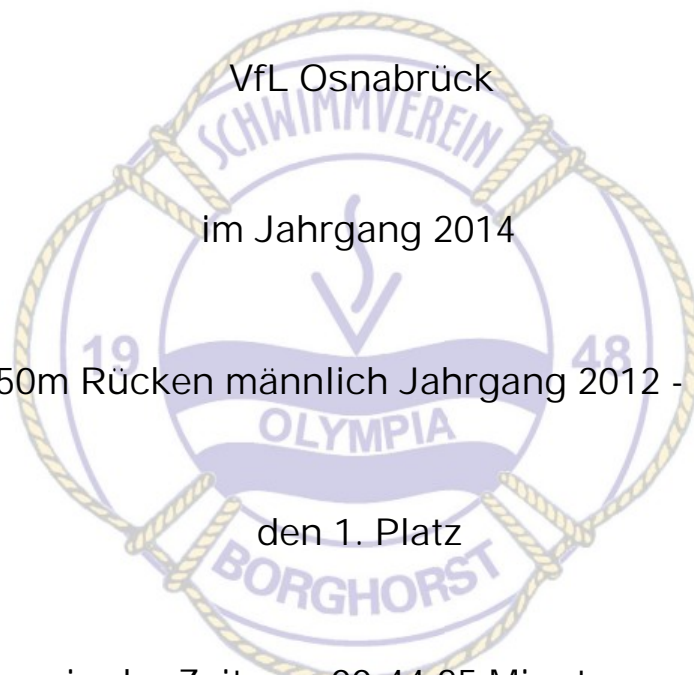 VfL Osnabrück
SCHWIMMVEREIN
im Jahrgang 2014
19 48
50m Rücken männlich Jahrgang 2012 -
OLYMPIA
den 1. Platz
BORGHORST